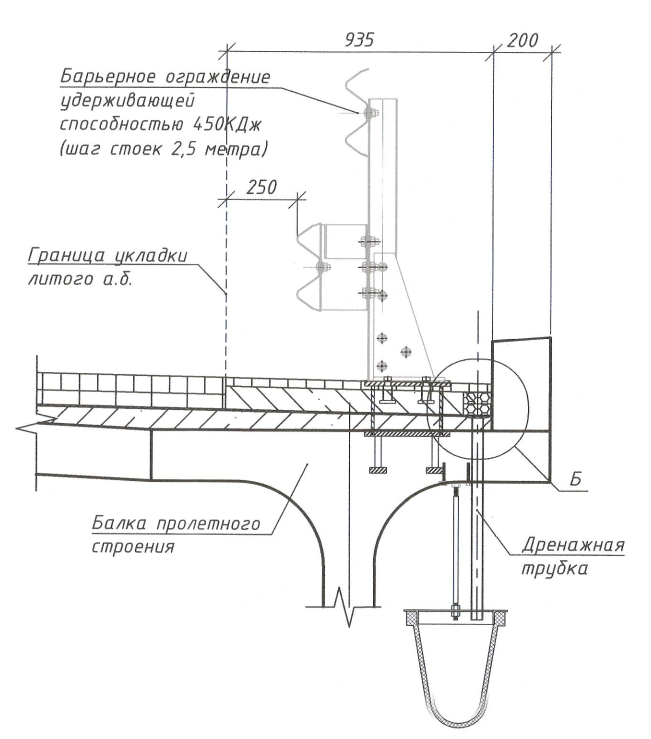 935
200
Барьерное ограждение
удерживающей
способностью 450КДж
(шаг стоек 2,5 метра)
250
Граница укладки
литого а.б.
Б
Балка пролетного
строения
Дренажная
трубка